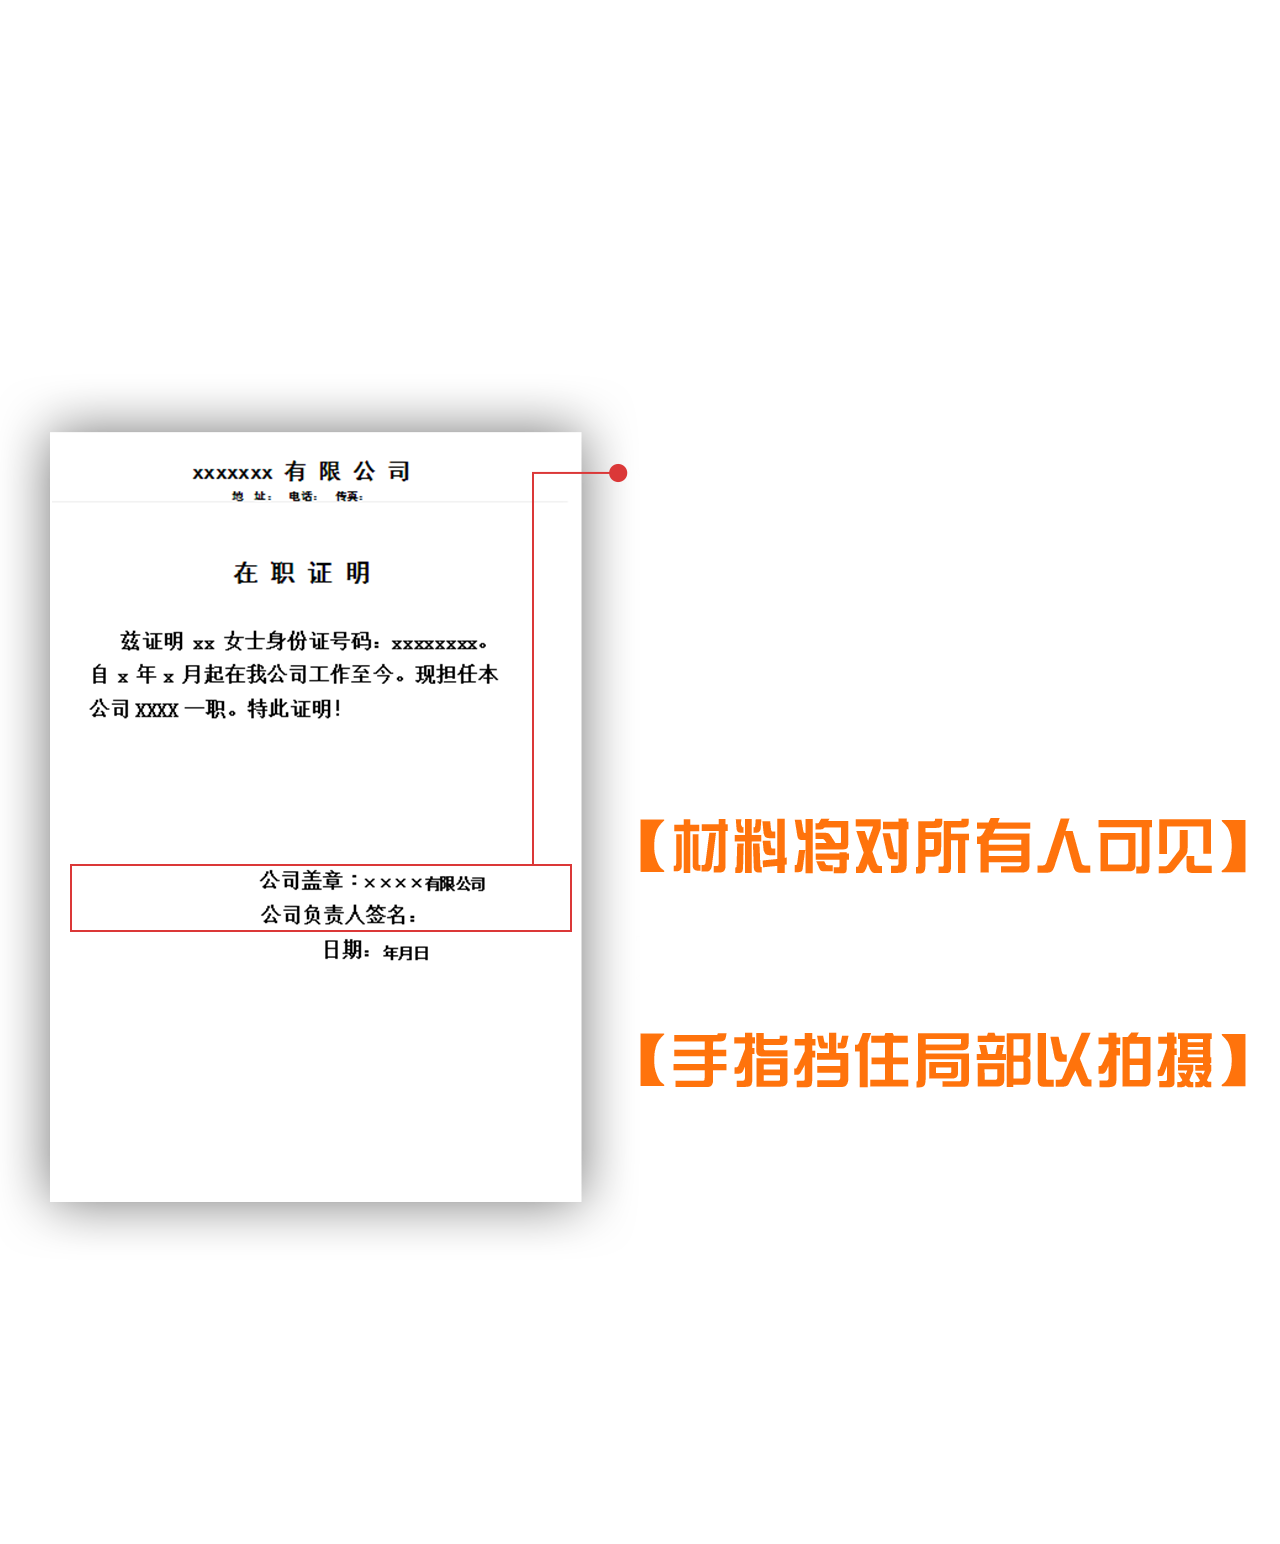 xxxxxxx 有 限 公 司
地 址： 电话： 传真：
在 职 证 明
兹证明 xx 女士身份证号码：xxxxxxxx。
自 x 年 x 月起在我公司工作至今。现担任本
公司 XXXX 一职。特此证明！
公司盖章：××××有限公司
公司负责人签名：
日期： 年月日
【材料将对所有人可见】
【手指挡住局部以拍摄】